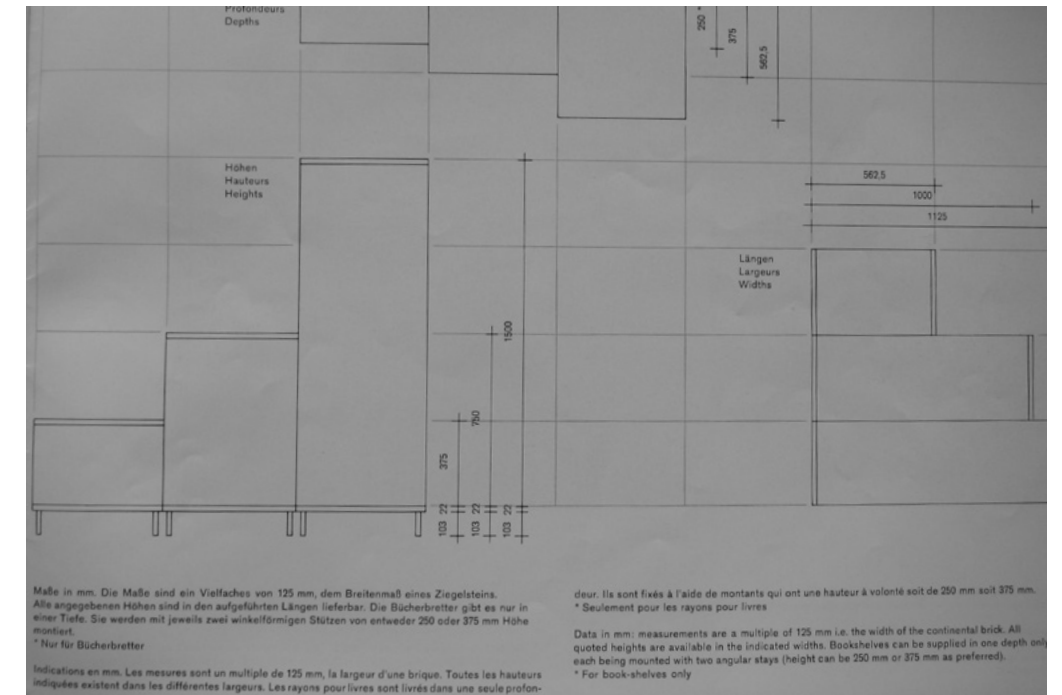 Profondeurs
Depths
250 *
375
562,5
Höhen
Hauteurs
Heights
562,5
1000
1125
Längen
Largeurs
Widths
1500
750
375
22 22 22
103 103 103
Maße in mm. Die Maße sind ein Vielfaches von 125 mm, dem Breitenmaß eines Ziegelsteins.
Alle angegebenen Höhen sind in den aufgeführten Längen lieferbar. Die Bücherbretter gibt es nur in
einer Tiefe. Sie werden mit jeweils zwei winkelförmigen Stützen von entweder 250 oder 375 mm Höhe
montiert.
* Nur für Bücherbretter
Indications en mm. Les mesures sont un multiple de 125 mm, la largeur d'une brique. Toutes les hauteurs
indiquées existent dans les différentes largeurs. Les rayons pour livres sont livrés dans une seule profon-
deur. Ils sont fixés à l'aide de montants qui ont une hauteur à volonté soit de 250 mm soit 375 mm.
* Seulement pour les rayons pour livres
Data in mm: measurements are a multiple of 125 mm i.e. the width of the continental brick. All
quoted heights are available in the indicated widths. Bookshelves can be supplied in one depth only
each being mounted with two angular stays (height can be 250 mm or 375 mm as preferred).
* For book-shelves only